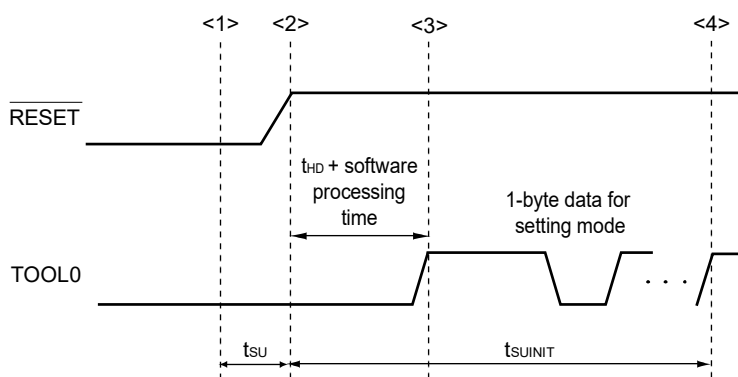 <1> <2> <3> <4>
RESET
tHD + software
processing
time
1-byte data for
setting mode
TOOL0
. . .
tSU tSUINIT